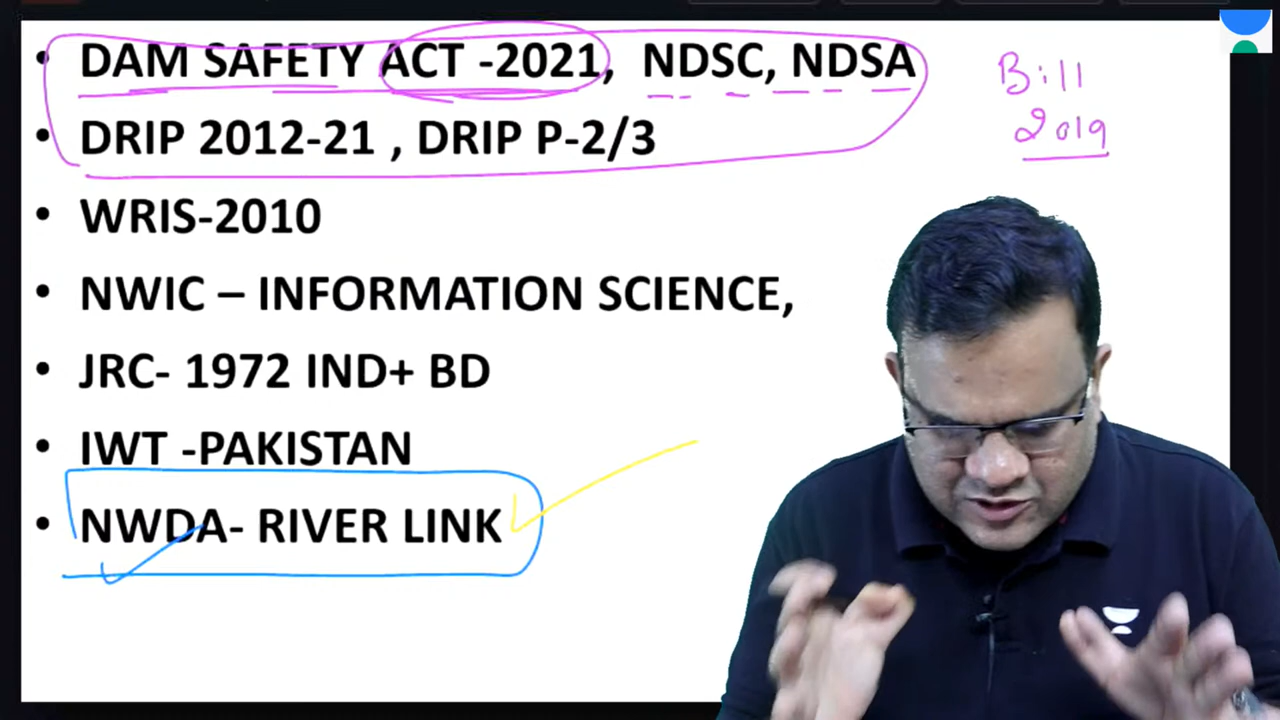 • DAM SAFETY ACT -2021, NDSC, NDSA
Bill
2019
• DRIP 2012-21 , DRIP P-2/3
• WRIS-2010
• NWIC – INFORMATION SCIENCE,
• JRC- 1972 IND+ BD
• IWT -PAKISTAN
• NWDA- RIVER LINK